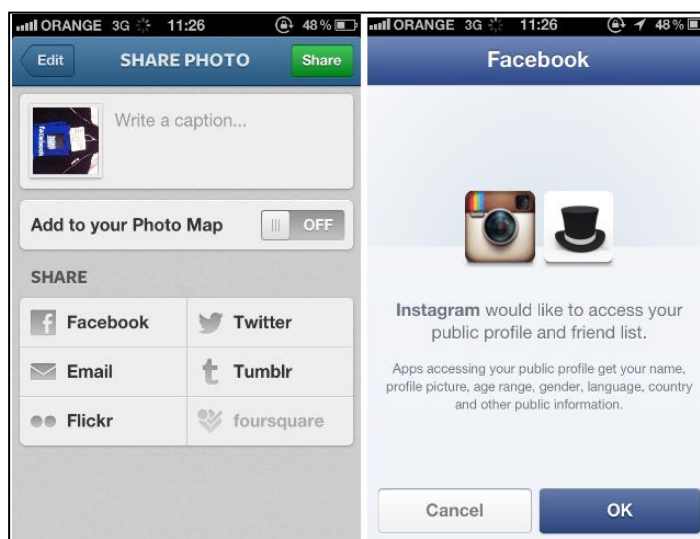 ORANGE 3G 11:26 48%
Edit SHARE PHOTO Share
facebook
Write a caption...
Add to your Photo Map OFF
SHARE
Facebook Twitter
Email Tumblr
Flickr foursquare
ORANGE 3G 11:26 48%
Facebook
Instagram would like to access your
public profile and friend list.
Apps accessing your public profile get your name,
profile picture, age range, gender, language, country
and other public information.
Cancel OK